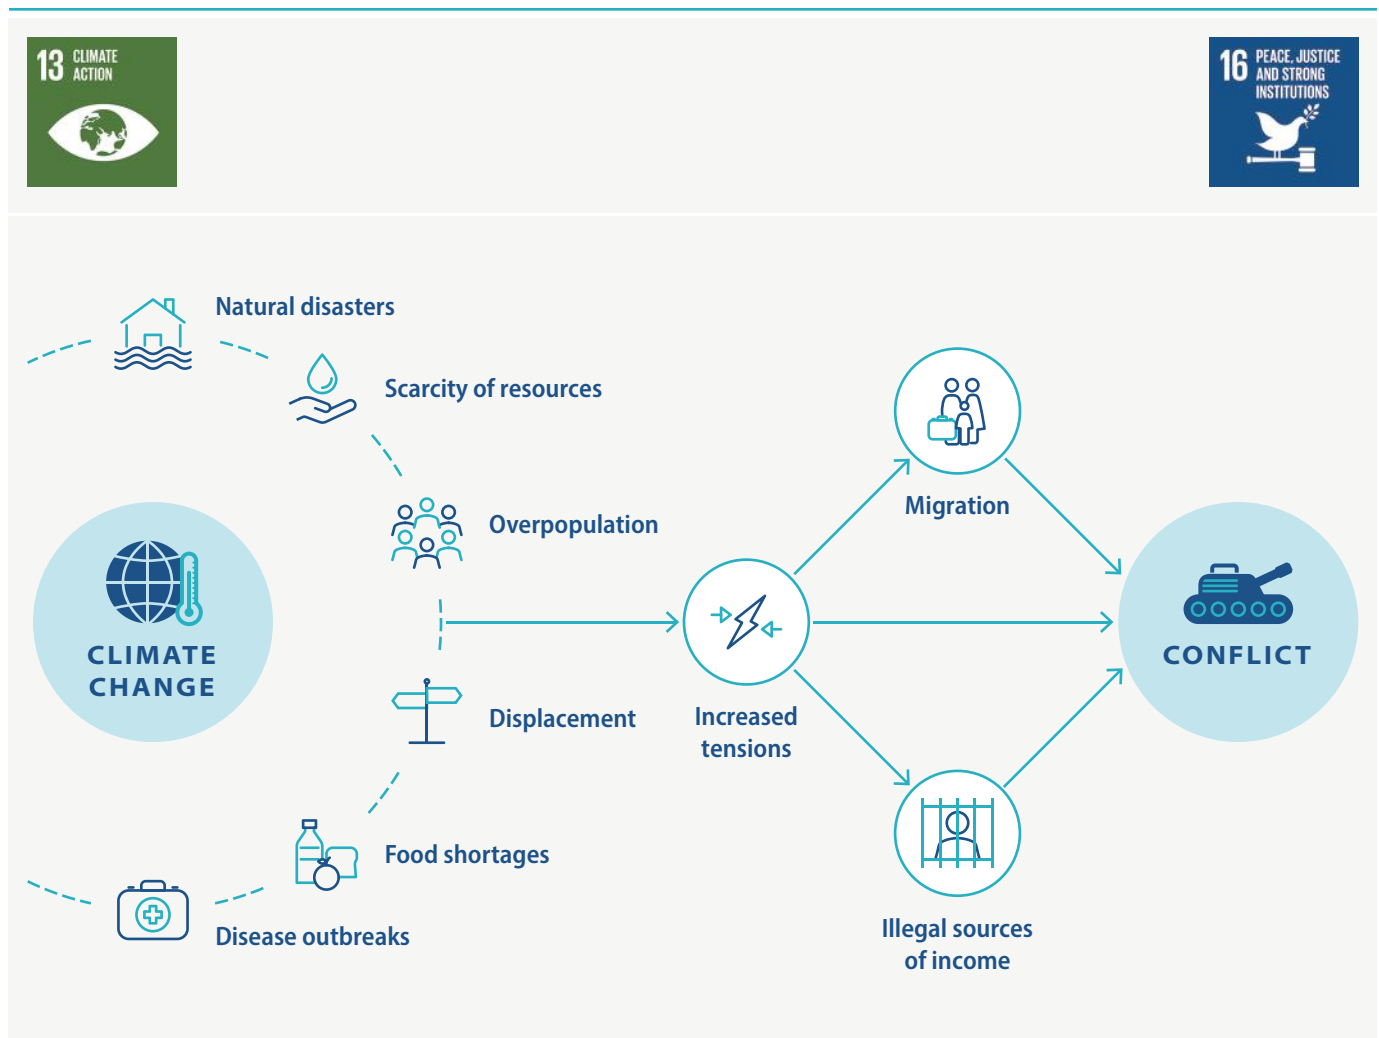 13 CLIMATE
ACTION
16 PEACE, JUSTICE
AND STRONG
INSTITUTIONS
Natural disasters
Scarcity of resources
Overpopulation
Migration
CLIMATE
CHANGE
CONFLICT
Displacement
Increased
tensions
Food shortages
Disease outbreaks
Illegal sources
of income